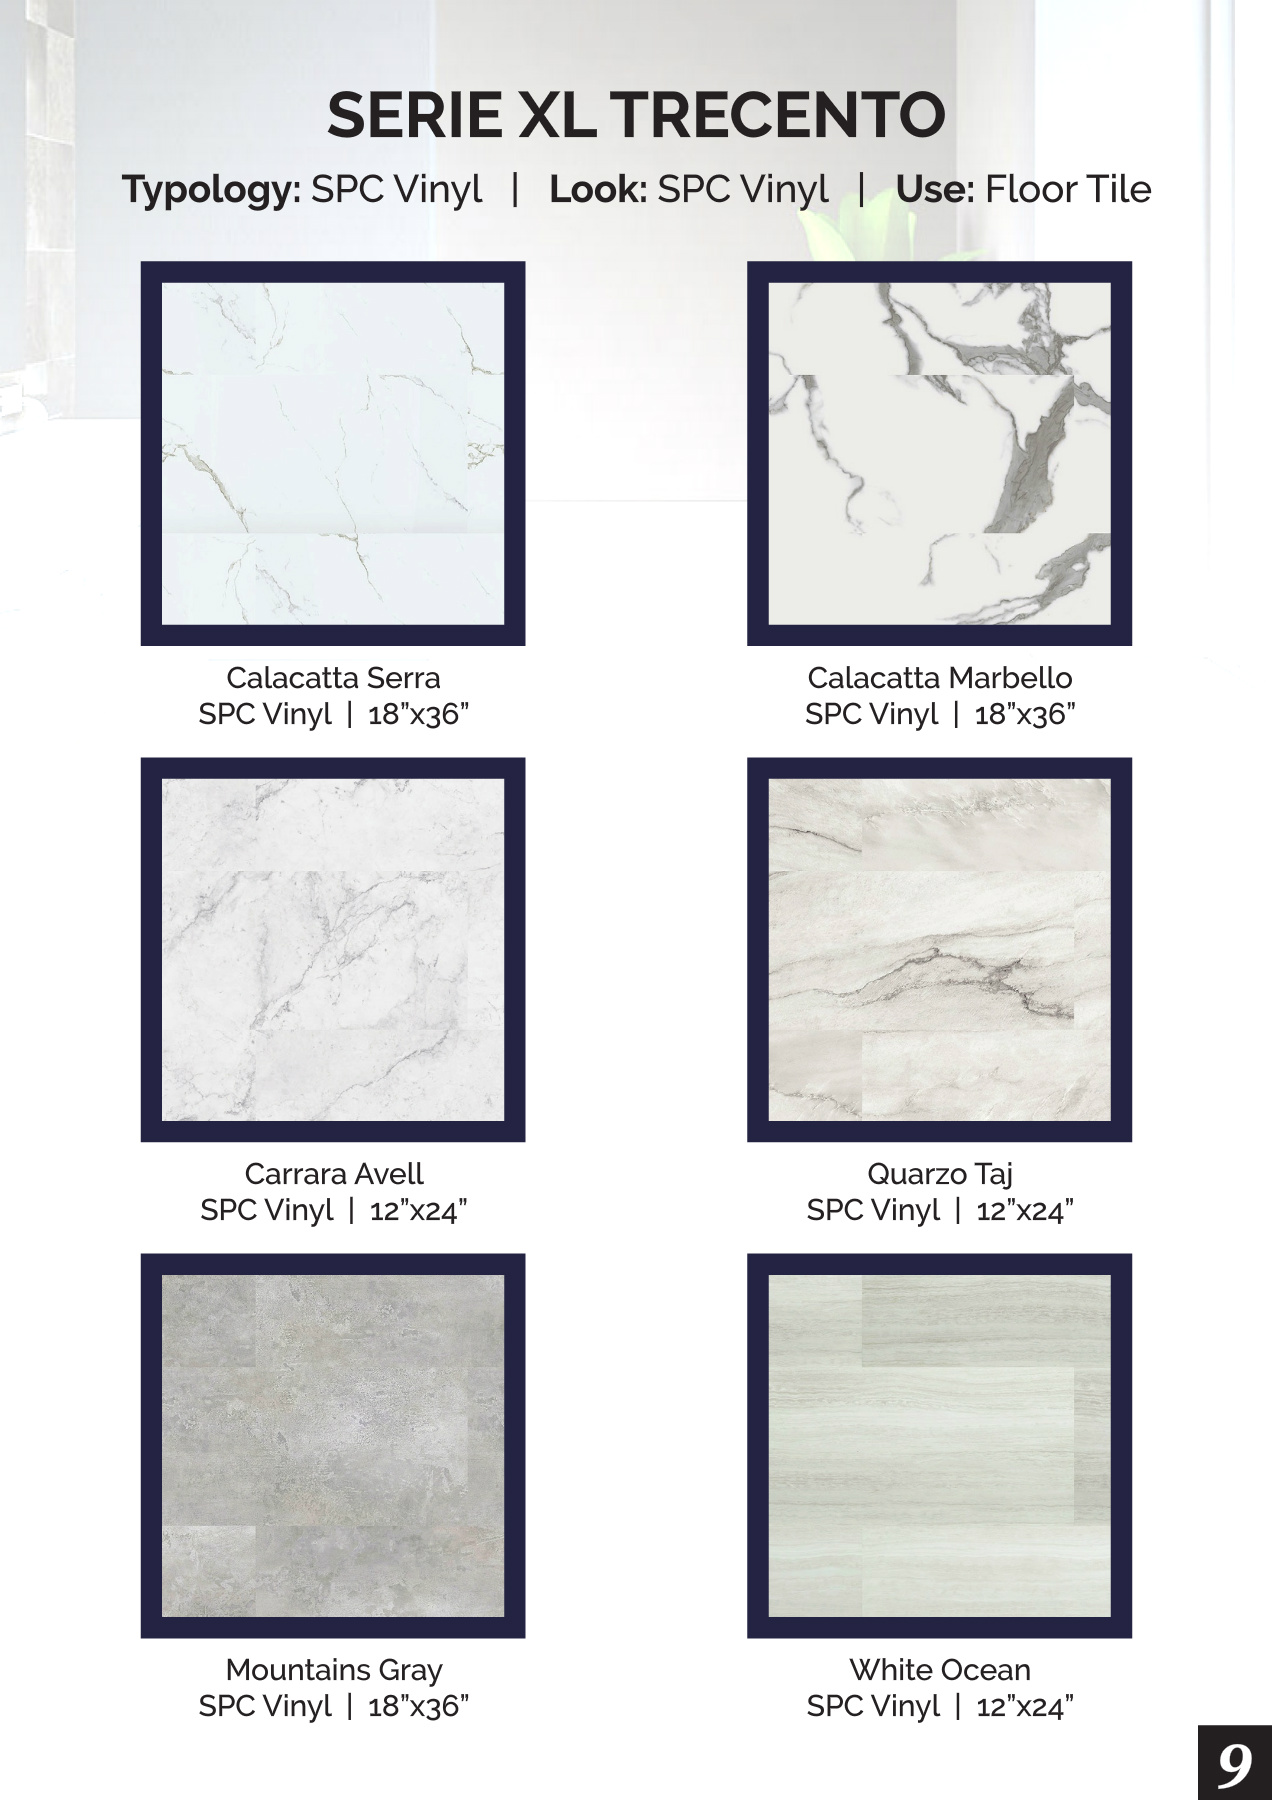 SERIE XL TRECENTO
Typology: SPC Vinyl | Look: SPC Vinyl | Use: Floor Tile
Calacatta Serra
SPC Vinyl | 18”x36”
Calacatta Marbello
SPC Vinyl | 18”x36”
Carrara Avell
SPC Vinyl | 12”x24”
Quarzo Taj
SPC Vinyl | 12”x24”
Mountains Gray
SPC Vinyl | 18”x36”
White Ocean
SPC Vinyl | 12”x24”
9